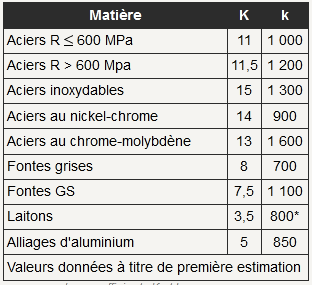 Matière K k
Aciers R ≤ 600 MPa 11 1 000
Aciers R > 600 Mpa 11,5 1 200
Aciers inoxydables 15 1 300
Aciers au nickel-chrome 14 900
Aciers au chrome-molybdène 13 1 600
Fontes grises 8 700
Fontes GS 7,5 1 100
Laitons 3,5 800*
Alliages d'aluminium 5 850
Valeurs données à titre de première estimation